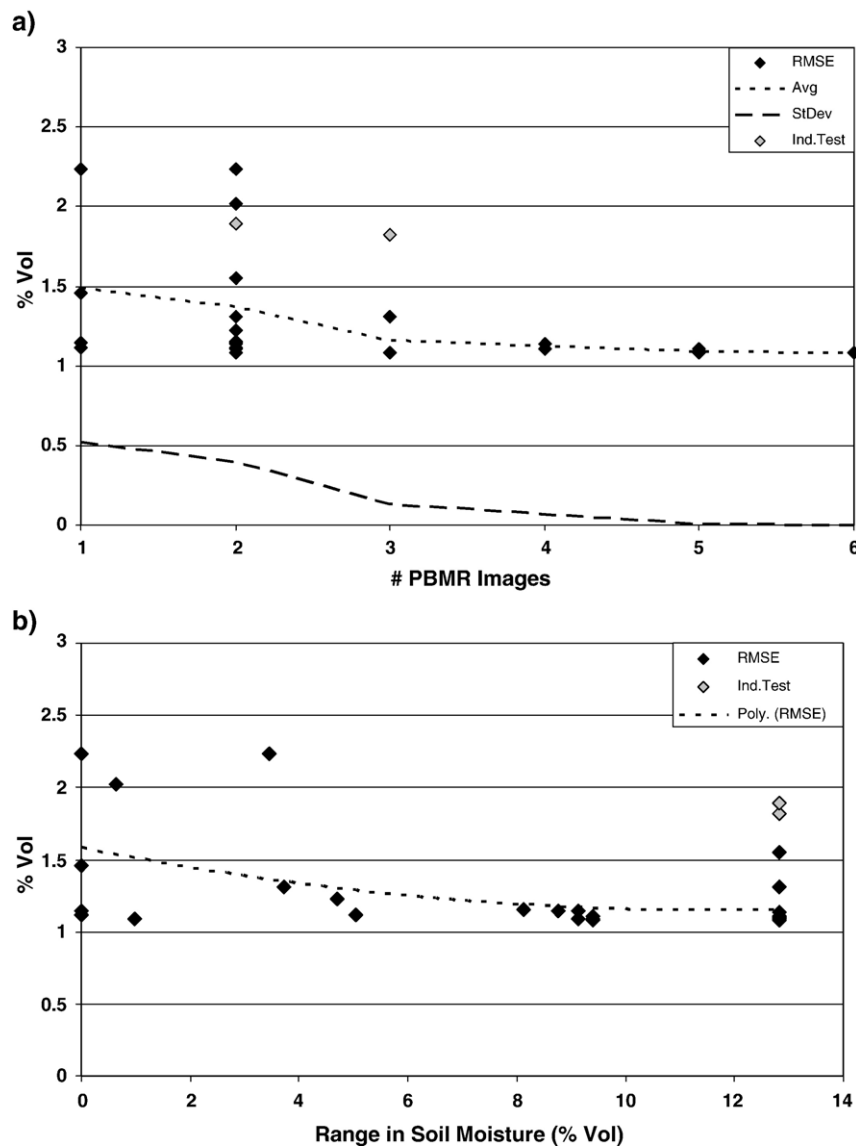 a)
3
2.5
2
1.5
1
0.5
0
% Vol
1 2 3 4 5 6
# PBMR Images
RMSE
Avg
StDev
Ind.Test
b)
3
2.5
2
1.5
1
0.5
0
% Vol
0 2 4 6 8 10 12 14
Range in Soil Moisture (% Vol)
RMSE
Ind.Test
Poly. (RMSE)